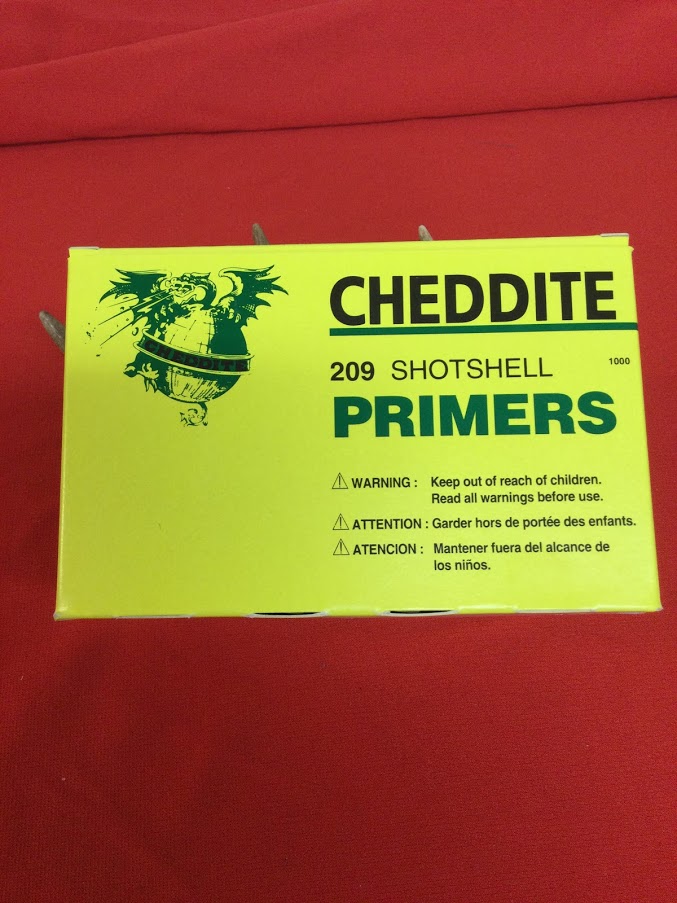 CHEDDITE
CHEDDITE
209 SHOTSHELL 1000
PRIMERS
⚠ WARNING : Keep out of reach of children.
Read all warnings before use.
⚠ ATTENTION : Garder hors de portée des enfants.
⚠ ATENCION : Mantener fuera del alcance de
los niños.